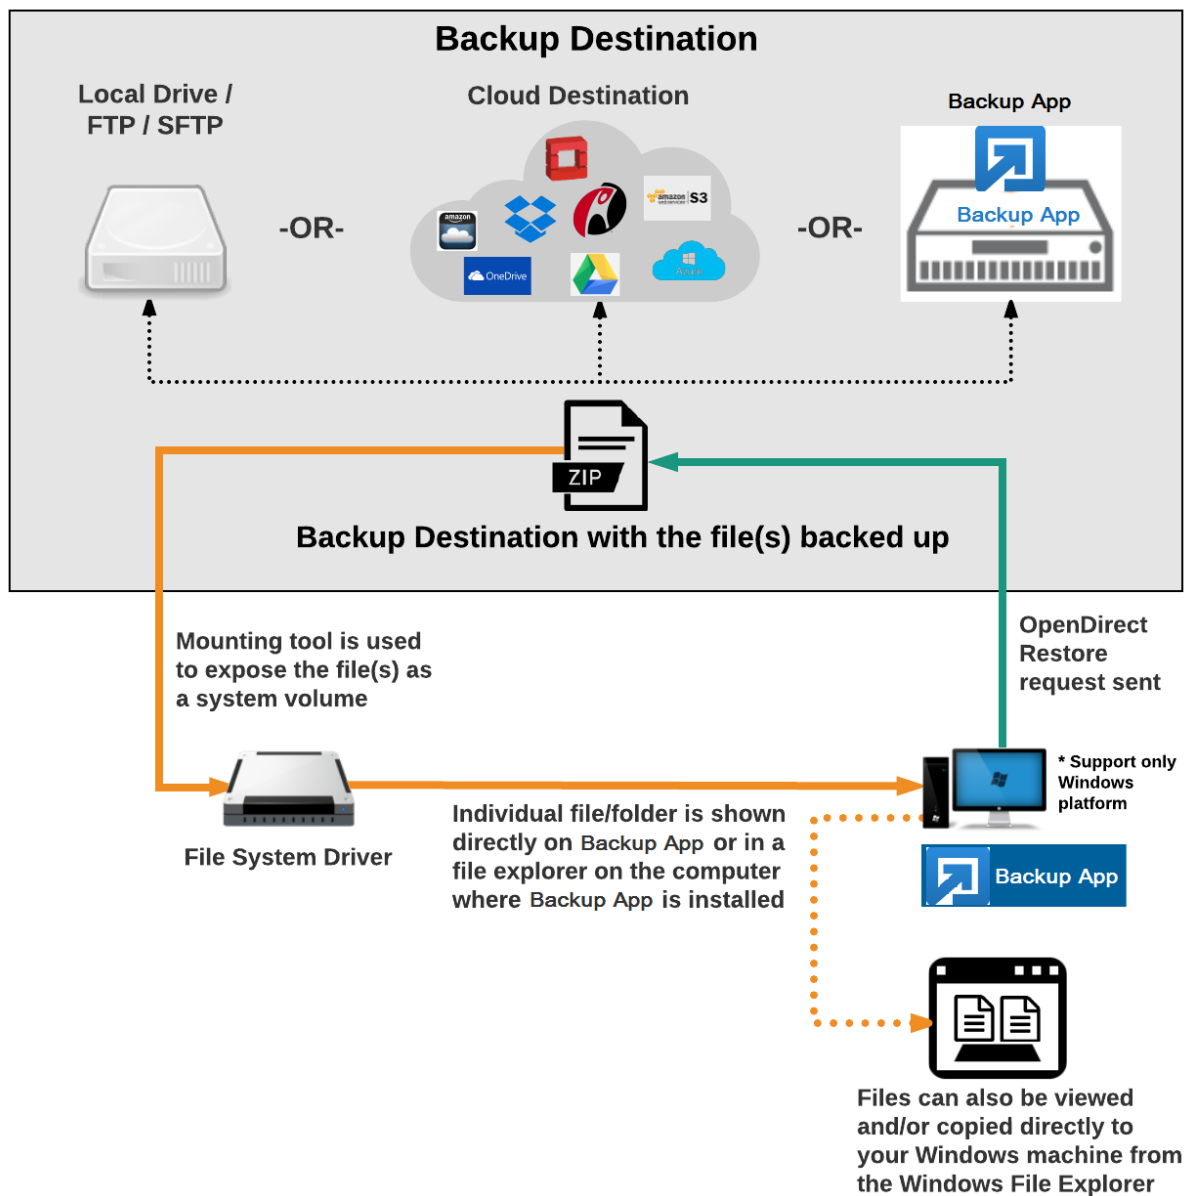 Backup Destination
Local Drive /
FTP / SFTP
Cloud Destination
Backup App
-OR-
-OR-
amazon
OneDrive
amazon
webservices
S3
Azure
Backup App
ZIP
Backup Destination with the file(s) backed up
Mounting tool is used
to expose the file(s) as
a system volume
OpenDirect
Restore
request sent
* Support only
Windows
platform
File System Driver
Individual file/folder is shown
directly on Backup App or in a
file explorer on the computer
where Backup App is installed
Backup App
Files can also be viewed
and/or copied directly to
your Windows machine from
the Windows File Explorer